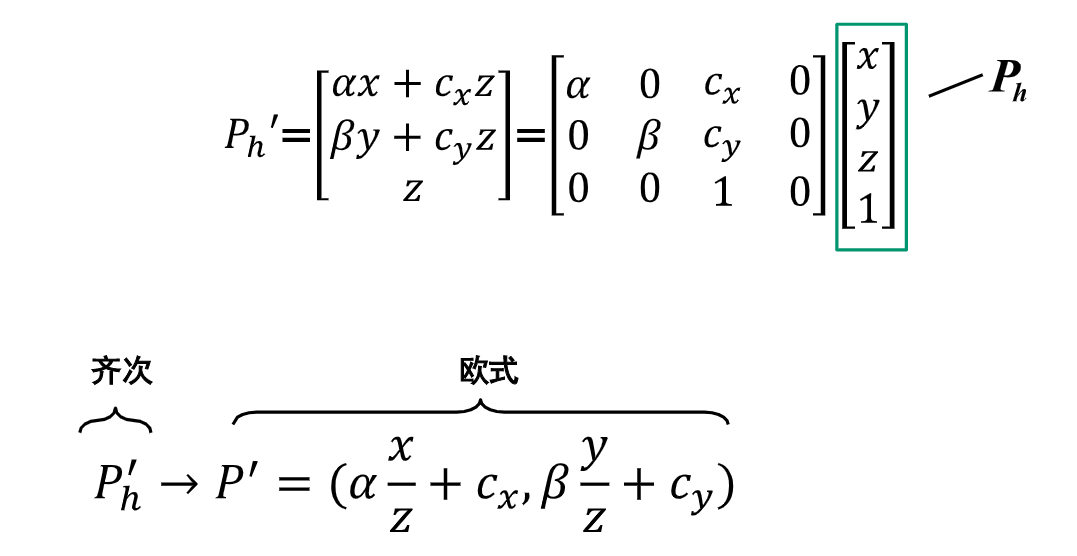 P_h' = [αx + c_x z; βy + c_y z; z] = [α 0 c_x 0; 0 β c_y 0; 0 0 1 0] [x; y; z; 1] P_h
齐次 欧式
P_h' → P' = (α x/z + c_x, β y/z + c_y)